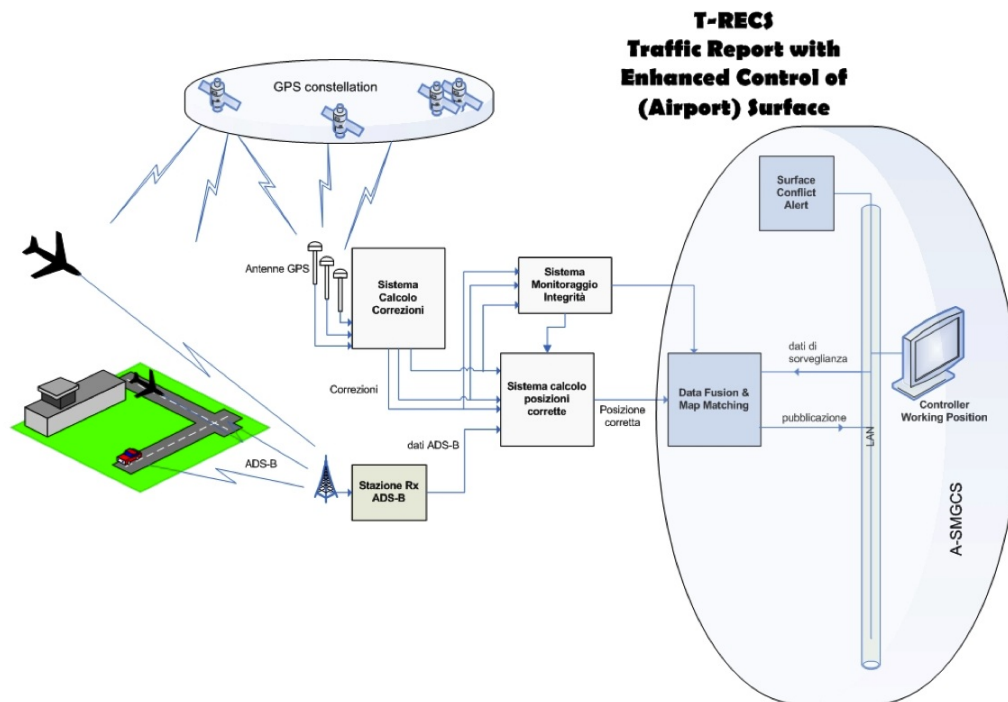 T-RECS
Traffic Report with
Enhanced Control of
(Airport) Surface
GPS constellation
Surface
Conflict
Alert
Antenne GPS
Sistema
Calcolo
Correzioni
Sistema
Monitoraggio
Integrità
dati di
sorveglianza
Correzioni
Sistema calcolo
posizioni
corrette
Posizione
corretta
Data Fusion &
Map Matching
pubblicazione
LAN
Controller
Working Position
ADS-B
dati ADS-B
Stazione Rx
ADS-B
A-SMGCS